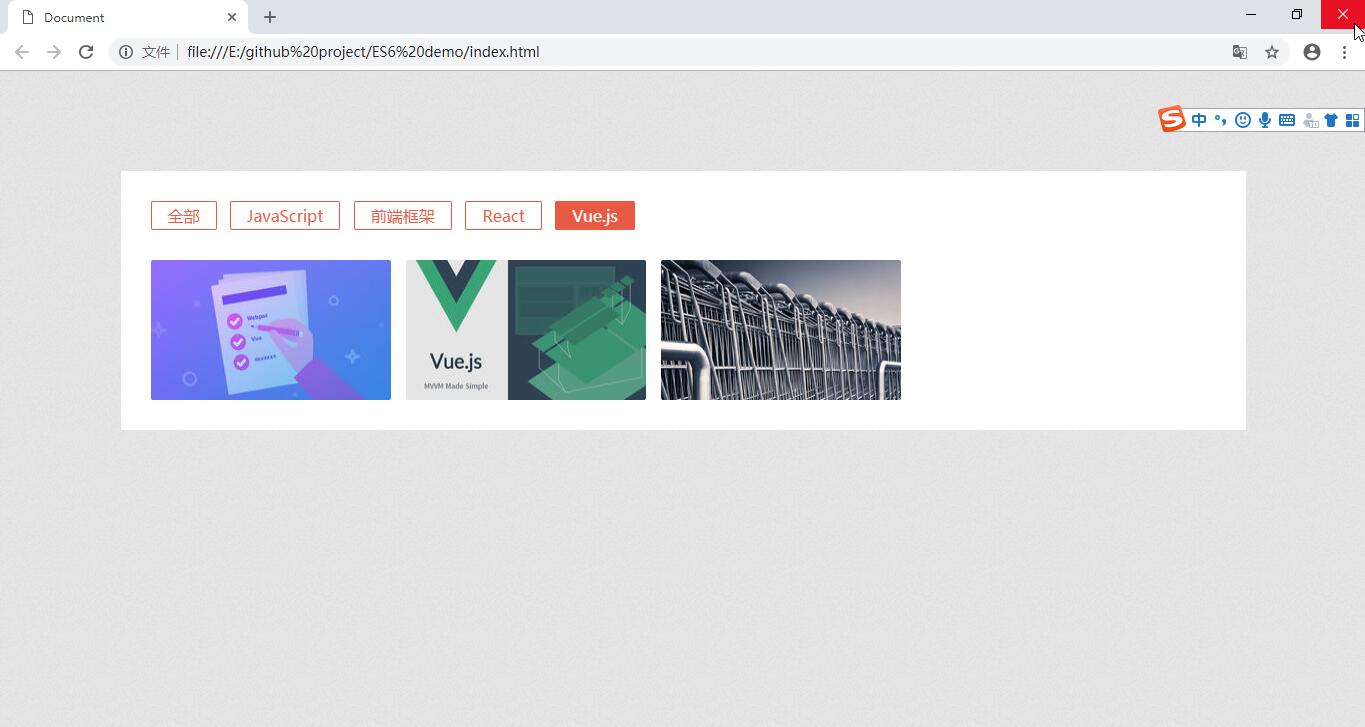 Document
文件 file:///E:/github%20project/ES6%20demo/index.html
中
全部 JavaScript 前端框架 React Vue.js
Webpac
Vue
Vue.js
MVVM Made Simple